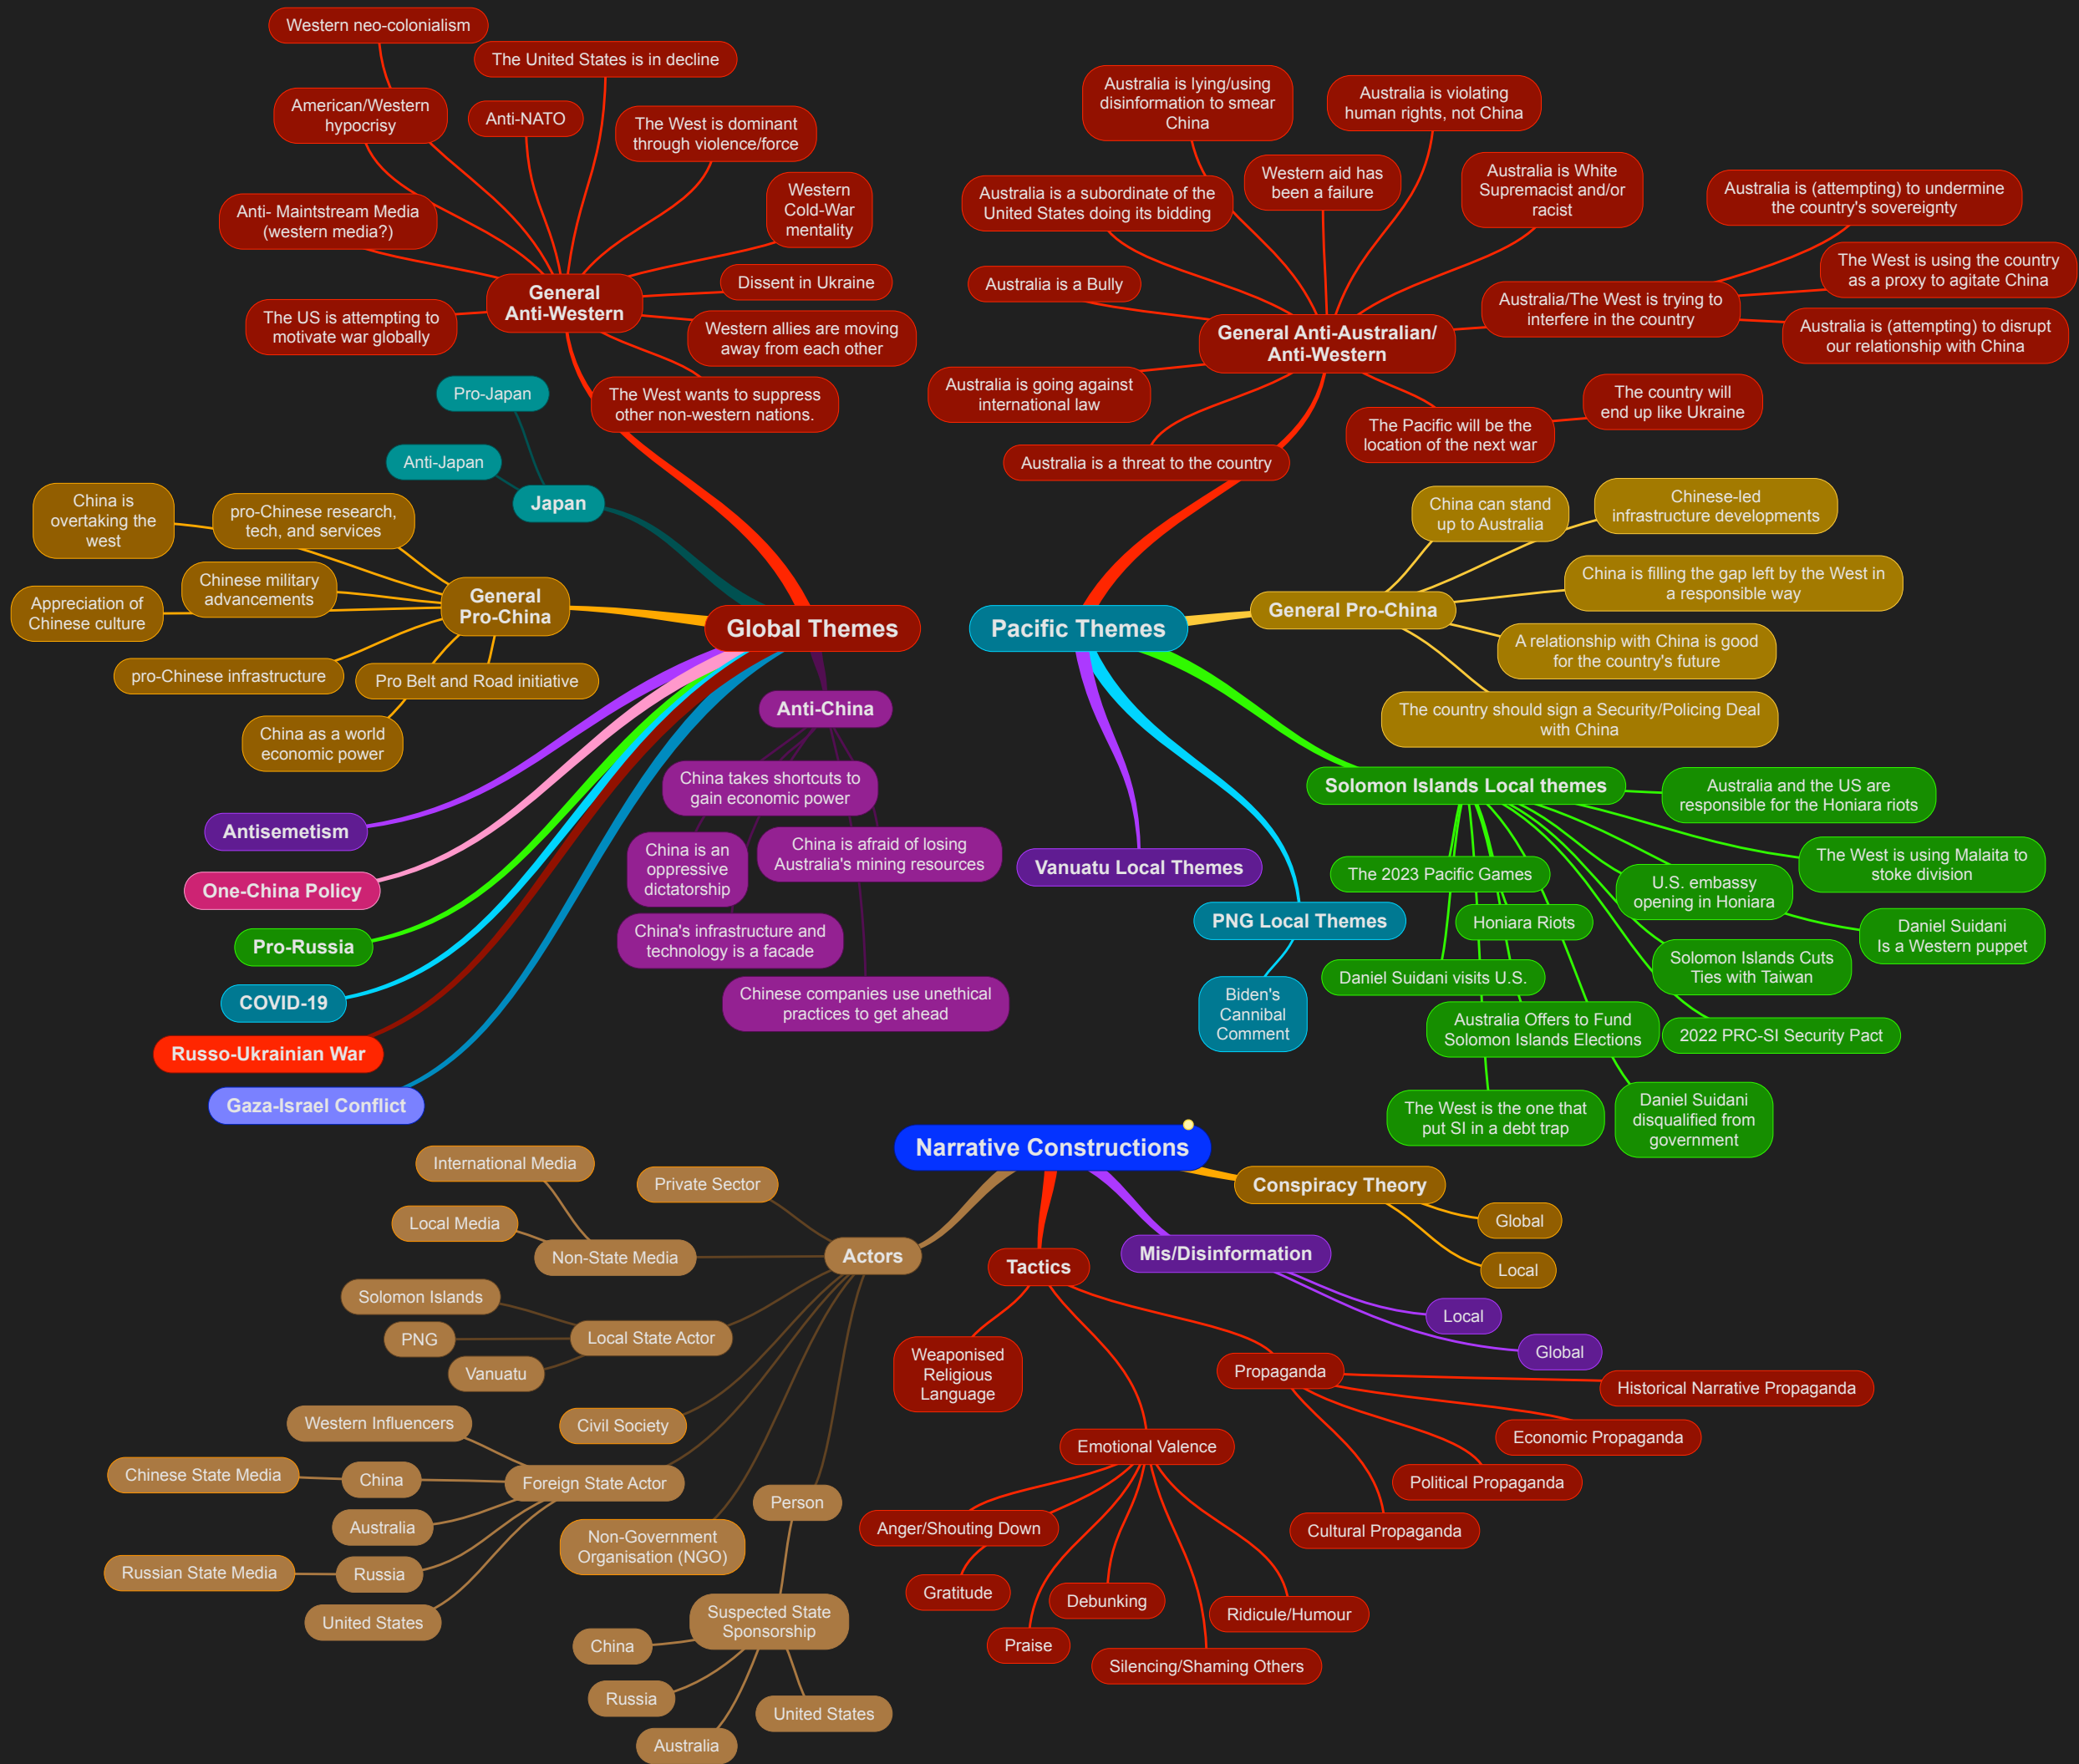 Western neo-colonialism
The United States is in decline
American/Western
hypocrisy
Anti-NATO
The West is dominant
through violence/force
Western
Cold-War
mentality
Anti- Maintstream Media
(western media?)
General
Anti-Western
Dissent in Ukraine
The US is attempting to
motivate war globally
Western allies are moving
away from each other
The West wants to suppress
other non-western nations.
Pro-Japan
Anti-Japan
Japan
China is
overtaking the
west
pro-Chinese research,
tech, and services
Chinese military
advancements
Appreciation of
Chinese culture
General
Pro-China
pro-Chinese infrastructure
Pro Belt and Road initiative
China as a world
economic power
Global Themes
Anti-China
China takes shortcuts to
gain economic power
China is an
oppressive
dictatorship
China is afraid of losing
Australia's mining resources
China's infrastructure and
technology is a facade
Chinese companies use unethical
practices to get ahead
Antisemetism
One-China Policy
Pro-Russia
COVID-19
Russo-Ukrainian War
Gaza-Israel Conflict
Australia is lying/using
disinformation to smear
China
Australia is violating
human rights, not China
Australia is a subordinate of the
United States doing its bidding
Western aid has
been a failure
Australia is White
Supremacist and/or
racist
Australia is (attempting) to undermine
the country's sovereignty
Australia is a Bully
The West is using the country
as a proxy to agitate China
Australia/The West is trying to
interfere in the country
General Anti-Australian/
Anti-Western
Australia is (attempting) to disrupt
our relationship with China
Australia is going against
international law
The country will
end up like Ukraine
The Pacific will be the
location of the next war
Australia is a threat to the country
China can stand
up to Australia
Chinese-led
infrastructure developments
China is filling the gap left by the West in
a responsible way
Pacific Themes
General Pro-China
A relationship with China is good
for the country's future
The country should sign a Security/Policing Deal
with China
Solomon Islands Local themes
Australia and the US are
responsible for the Honiara riots
Vanuatu Local Themes
The 2023 Pacific Games
The West is using Malaita to
stoke division
U.S. embassy
opening in Honiara
PNG Local Themes
Honiara Riots
Daniel Suidani
Is a Western puppet
Solomon Islands Cuts
Ties with Taiwan
Daniel Suidani visits U.S.
Biden's
Cannibal
Comment
Australia Offers to Fund
Solomon Islands Elections
2022 PRC-SI Security Pact
The West is the one that
put SI in a debt trap
Daniel Suidani
disqualified from
government
Narrative Constructions
International Media
Private Sector
Local Media
Non-State Media
Actors
Solomon Islands
PNG
Local State Actor
Vanuatu
Western Influencers
Civil Society
Chinese State Media
China
Foreign State Actor
Australia
Person
Non-Government
Organisation (NGO)
Russian State Media
Russia
United States
Suspected State
Sponsorship
China
Russia
United States
Australia
Conspiracy Theory
Global
Local
Mis/Disinformation
Local
Global
Tactics
Weaponised
Religious
Language
Propaganda
Historical Narrative Propaganda
Economic Propaganda
Political Propaganda
Cultural Propaganda
Emotional Valence
Anger/Shouting Down
Gratitude
Debunking
Ridicule/Humour
Praise
Silencing/Shaming Others